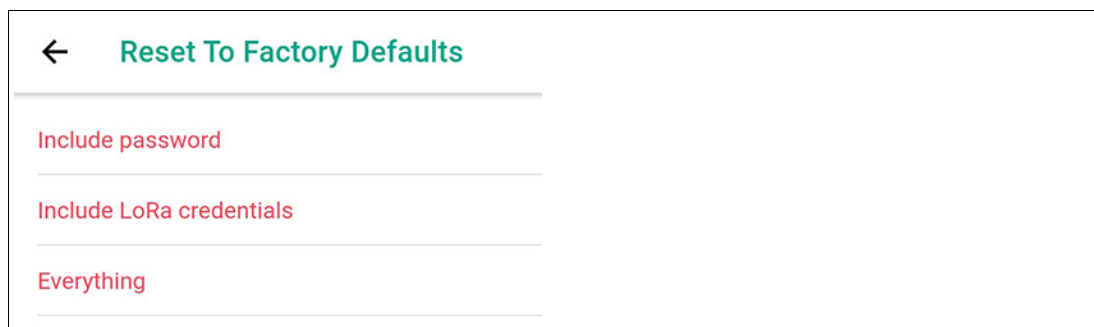 Reset To Factory Defaults
Include password
Include LoRa credentials
Everything